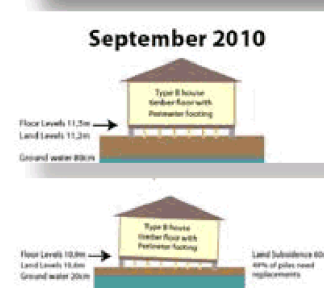 September 2010
Type B house
timber floor with
Perimeter footing
Floor Levels 11,5m
Land Levels 11,2m
Ground water 80cm
Type B house
timber floor with
Perimeter footing
Floor Levels 10,9m
Land Levels 10,6m
Ground water 20cm
Land Subsidence 60c
of piles need
replacements